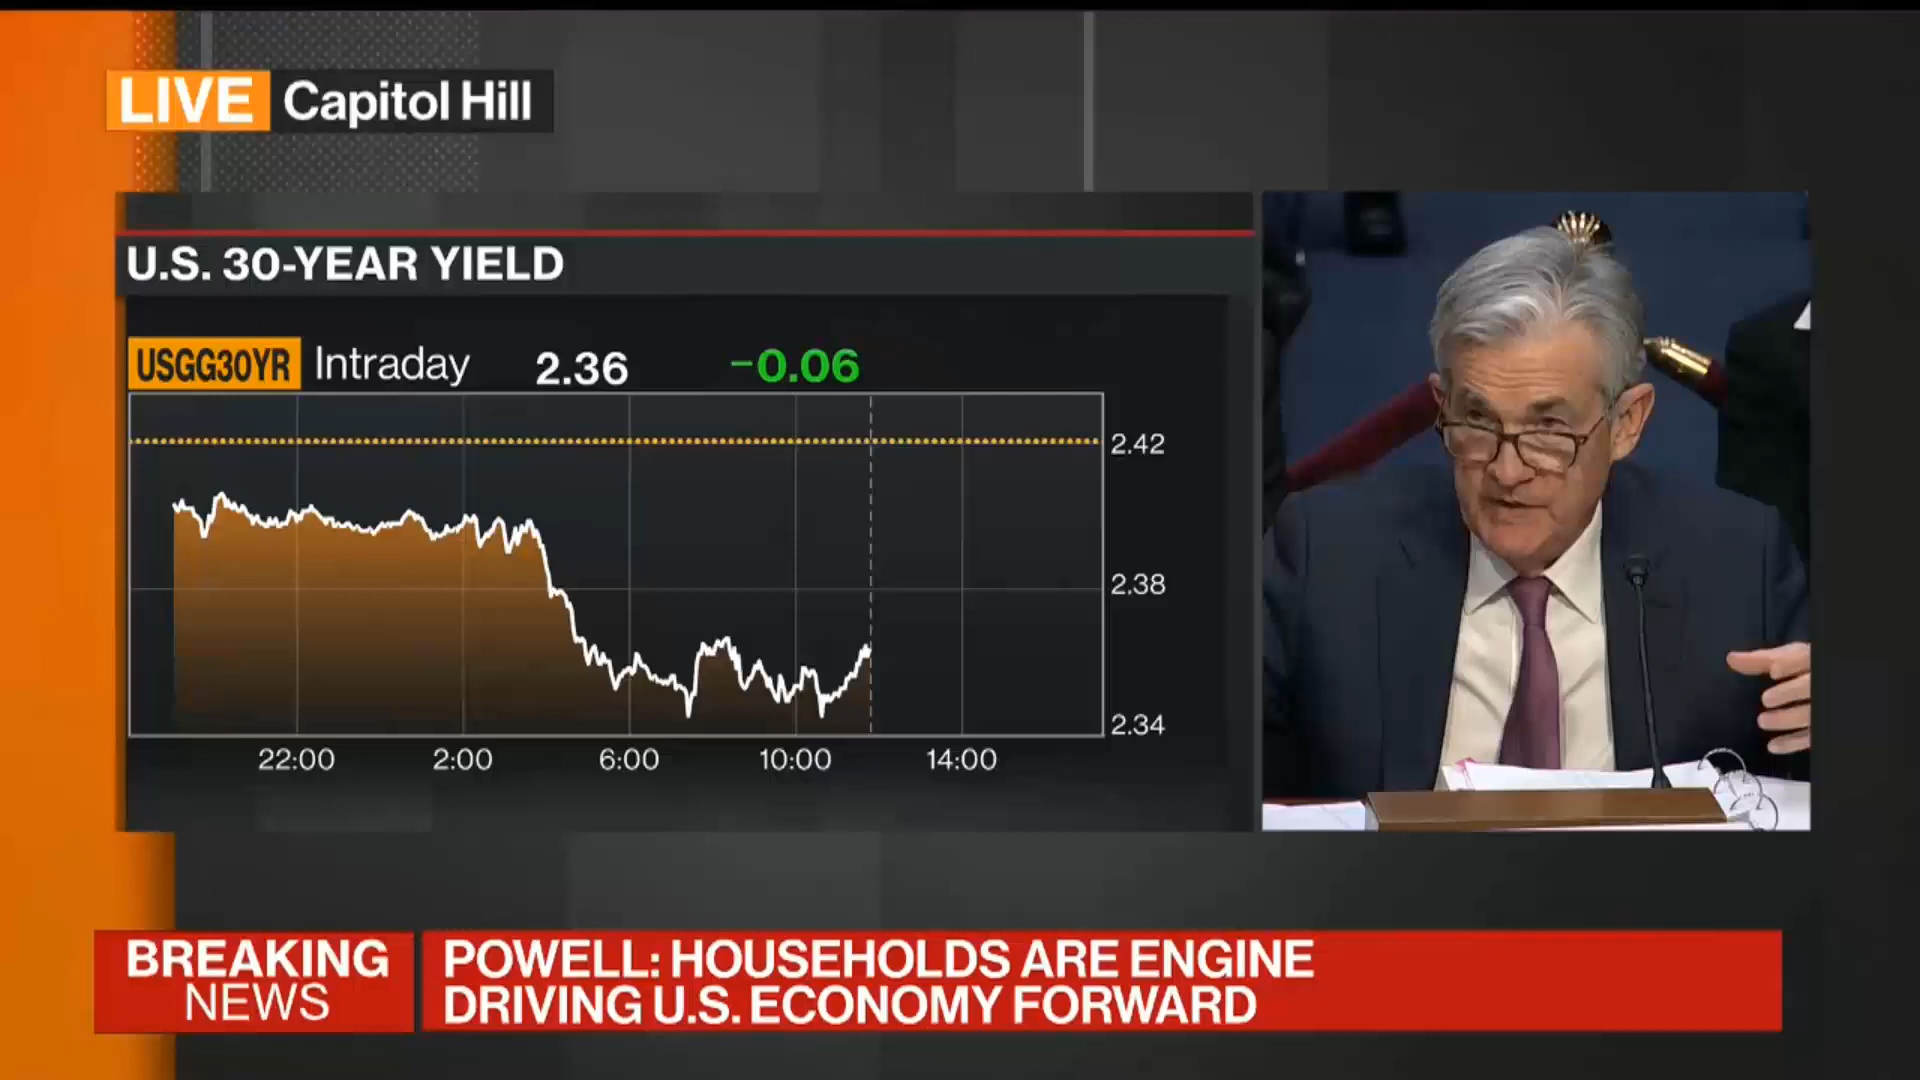 LIVE Capitol Hill
U.S. 30-YEAR YIELD
USGG30YR Intraday 2.36 -0.06
2.42
2.38
2.34
22:00 2:00 6:00 10:00 14:00
BREAKING NEWS
POWELL: HOUSEHOLDS ARE ENGINE
DRIVING U.S. ECONOMY FORWARD